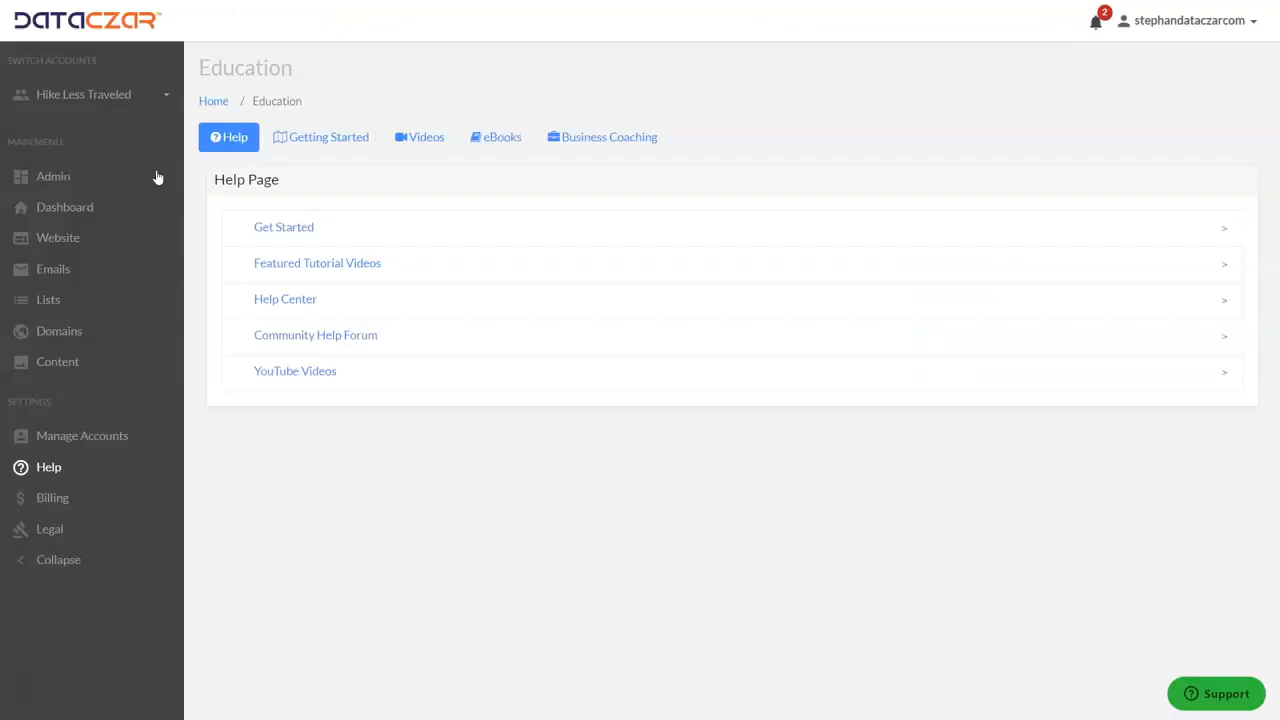 DATACZAR™
2
stephandataczarcom
SWITCH ACCOUNTS
Hike Less Traveled
MAIN MENU
Admin
Dashboard
Website
Emails
Lists
Domains
Content
SETTINGS
Manage Accounts
Help
Billing
Legal
Collapse
Education
Home / Education
Help Getting Started Videos eBooks Business Coaching
Help Page
Get Started >
Featured Tutorial Videos >
Help Center >
Community Help Forum >
YouTube Videos >
Support